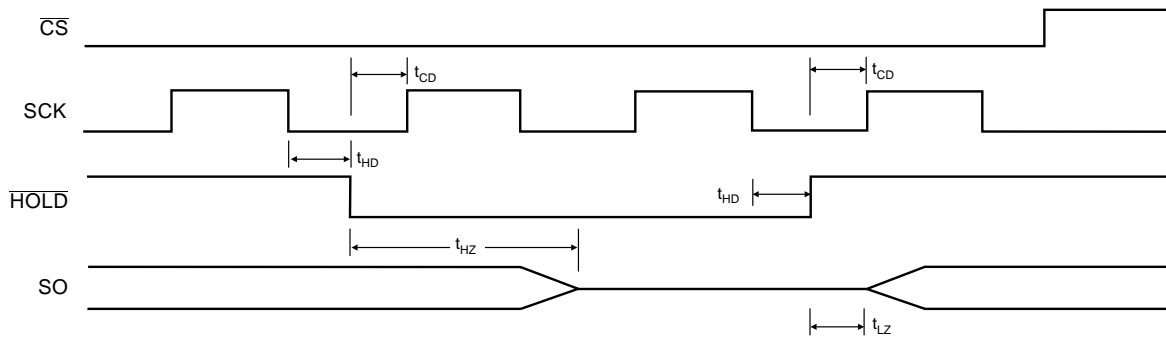 CS
t_CD
t_CD
SCK
t_HD
HOLD
t_HD
t_HZ
SO
t_LZ